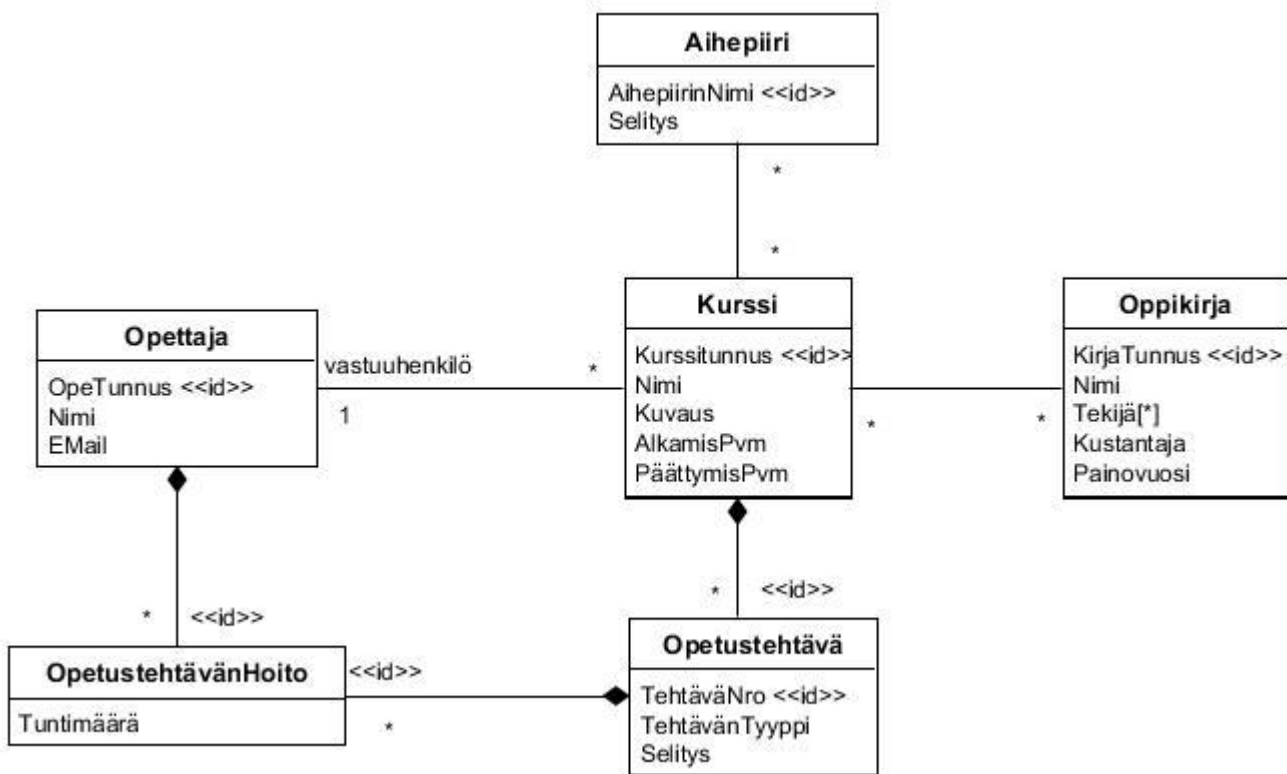 Aihepiiri
AihepiirinNimi <<id>>
Selitys
*
*
Opettaja
OpeTunnus <<id>>
Nimi
EMail
vastuuhenkilö
1
*
Kurssi
Kurssitunnus <<id>>
Nimi
Kuvaus
AlkamisPvm
PäättymisPvm
*
*
Oppikirja
KirjaTunnus <<id>>
Nimi
Tekijä[*]
Kustantaja
Painovuosi
* <<id>>
* <<id>>
OpetustehtävänHoito
Tuntimäärä
<<id>>
*
Opetustehtävä
TehtäväNro <<id>>
TehtävänTyyppi
Selitys